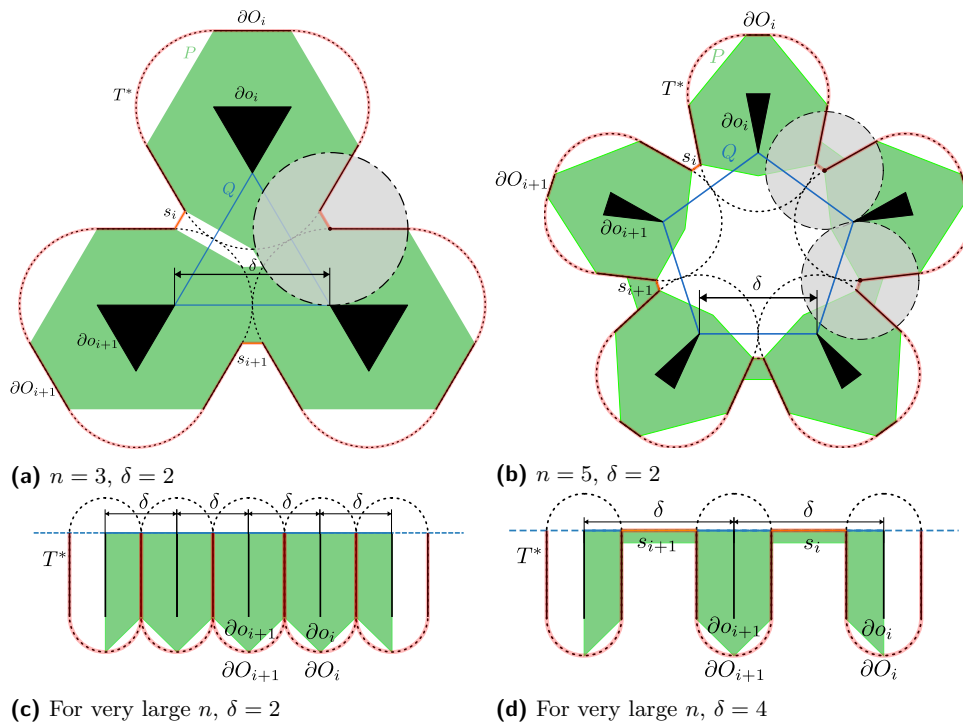 ∂O_i
P
T*
∂o_i
Q
s_i
δ
∂o_{i+1}
s_{i+1}
∂O_{i+1}
(a) n = 3, δ = 2
∂O_i
P
T*
∂o_i
s_i
Q
∂O_{i+1}
∂o_{i+1}
s_{i+1}
δ
(b) n = 5, δ = 2
δ δ δ δ
T*
∂o_{i+1} ∂o_i
∂O_{i+1} ∂O_i
(c) For very large n, δ = 2
δ δ
T*
s_{i+1} s_i
∂o_{i+1} ∂o_i
∂O_{i+1} ∂O_i
(d) For very large n, δ = 4